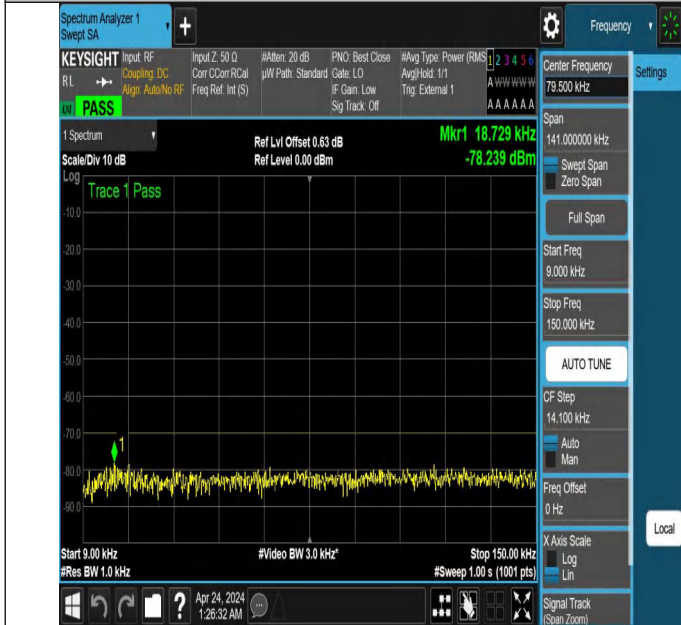 Spectrum Analyzer 1
Swept SA
+
Frequency
KEYSIGHT
Input: RF
Coupling: DC
Align: Auto/No RF
Input Z: 50 Ω
Corr CCorr RCal
Freq Ref: Int (S)
#Atten: 20 dB
µW Path: Standard
PNO: Best Close
Gate: LO
IF Gain: Low
Sig Track: Off
#Avg Type: Power (RMS
Avg|Hold: 1/1
Trig: External 1
1 2 3 4 5 6
A W W W W W
A A A A A A
RL
LXI
PASS
1 Spectrum
Scale/Div 10 dB
Ref Lvl Offset 0.63 dB
Ref Level 0.00 dBm
Mkr1 18.729 kHz
-78.239 dBm
Log
Trace 1 Pass
-10.0
-20.0
-30.0
-40.0
-50.0
-60.0
-70.0
-80.0
-90.0
1
Start 9.00 kHz
#Res BW 1.0 kHz
#Video BW 3.0 kHz*
Stop 150.00 kHz
#Sweep 1.00 s (1001 pts)
?
Apr 24, 2024
1:26:32 AM
Center Frequency
79.500 kHz
Settings
Span
141.000000 kHz
Swept Span
Zero Span
Full Span
Start Freq
9.000 kHz
Stop Freq
150.000 kHz
AUTO TUNE
CF Step
14.100 kHz
Auto
Man
Freq Offset
0 Hz
Local
X Axis Scale
Log
Lin
Signal Track
(Span Zoom)